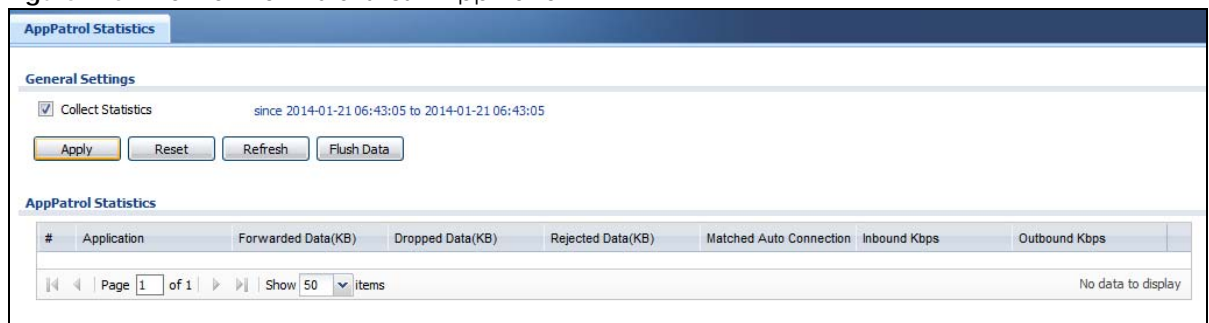 AppPatrol Statistics
General Settings
Collect Statistics since 2014-01-21 06:43:05 to 2014-01-21 06:43:05
Apply Reset Refresh Flush Data
AppPatrol Statistics
# Application Forwarded Data(KB) Dropped Data(KB) Rejected Data(KB) Matched Auto Connection Inbound Kbps Outbound Kbps
Page 1 of 1 Show 50 items No data to display